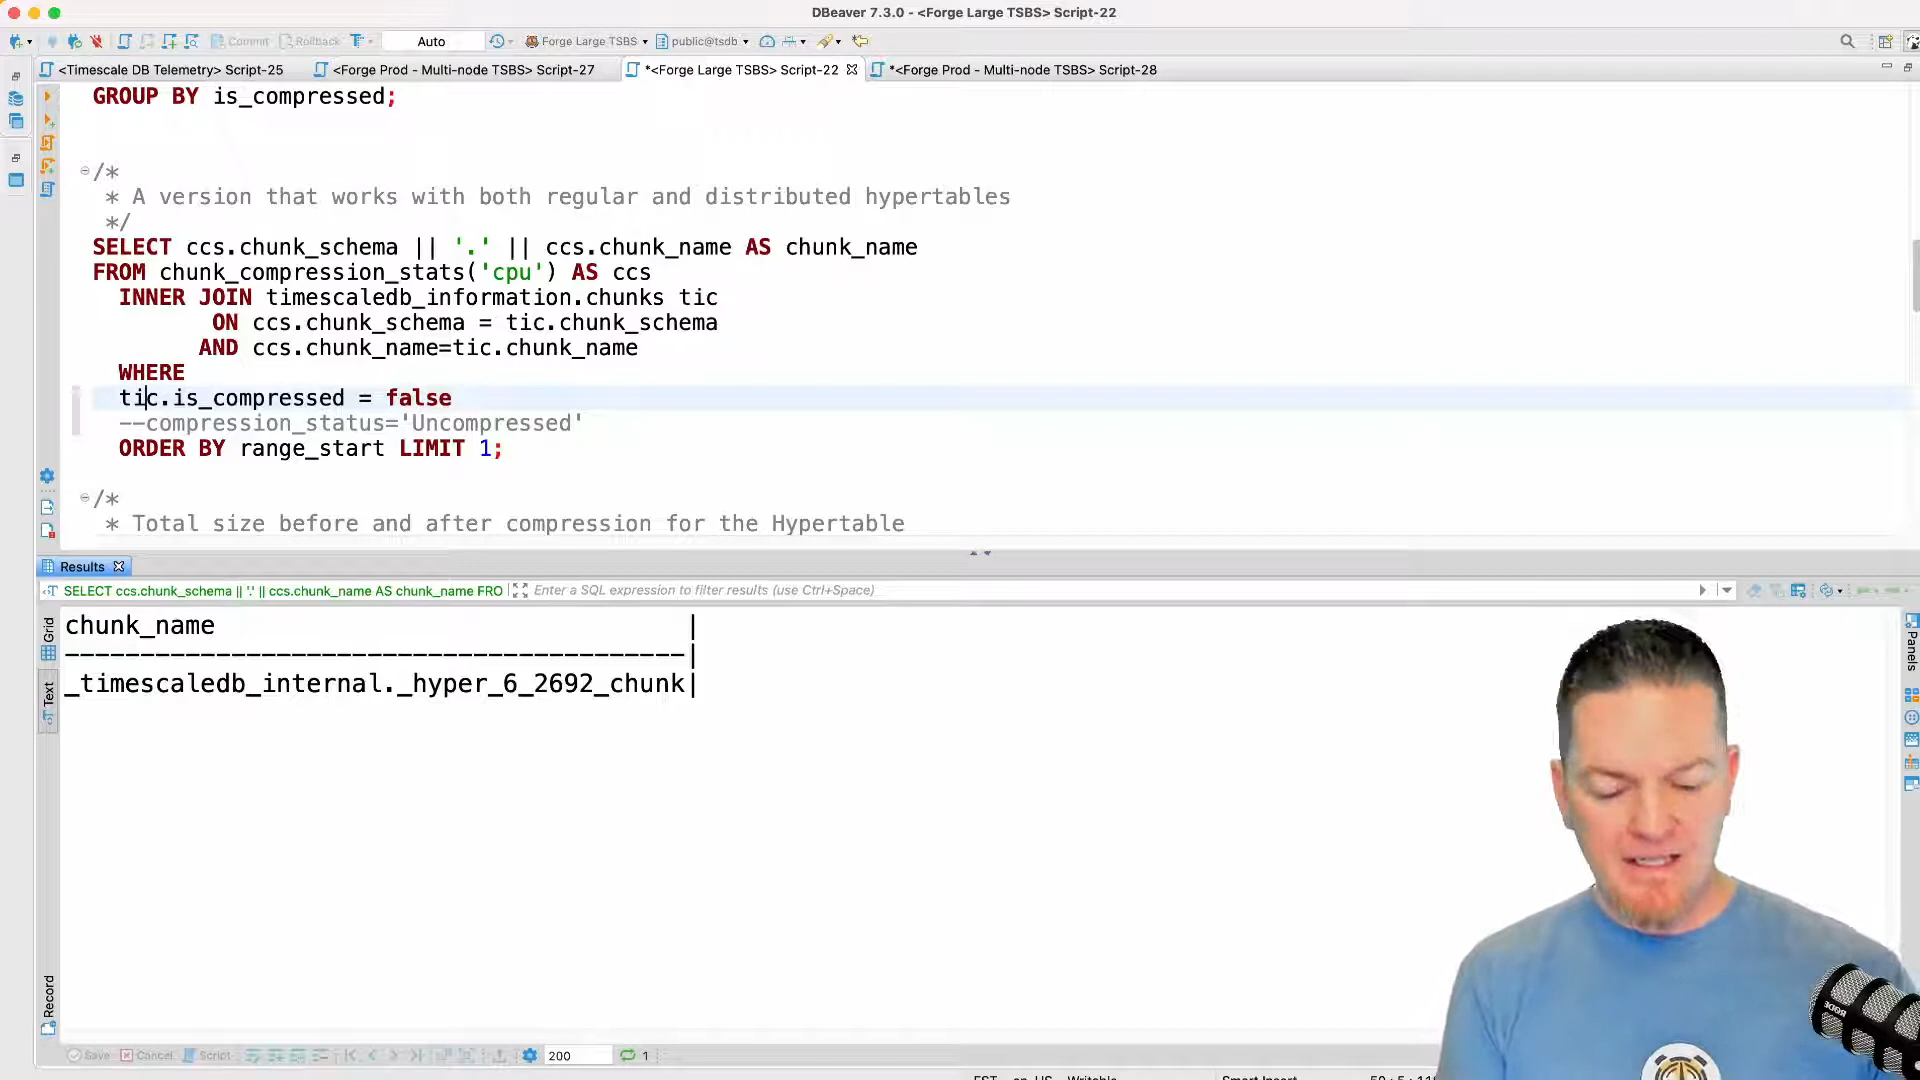 DBeaver 7.3.0 - <Forge Large TSBS> Script-22
Commit Rollback Auto Forge Large TSBS public@tsdb
<Timescale DB Telemetry> Script-25 <Forge Prod - Multi-node TSBS> Script-27 *<Forge Large TSBS> Script-22 *<Forge Prod - Multi-node TSBS> Script-28
GROUP BY is_compressed;
/*
* A version that works with both regular and distributed hypertables
*/
SELECT ccs.chunk_schema || '.' || ccs.chunk_name AS chunk_name
FROM chunk_compression_stats('cpu') AS ccs
INNER JOIN timescaledb_information.chunks tic
ON ccs.chunk_schema = tic.chunk_schema
AND ccs.chunk_name=tic.chunk_name
WHERE
tic.is_compressed = false
--compression_status='Uncompressed'
ORDER BY range_start LIMIT 1;
/*
* Total size before and after compression for the Hypertable
Results
SELECT ccs.chunk_schema || '.' || ccs.chunk_name AS chunk_name FRO Enter a SQL expression to filter results (use Ctrl+Space)
Grid
Text
Record
Panels
chunk_name |
-----------------------------------------|
_timescaledb_internal._hyper_6_2692_chunk|
RODE
Save Cancel Script 200 1